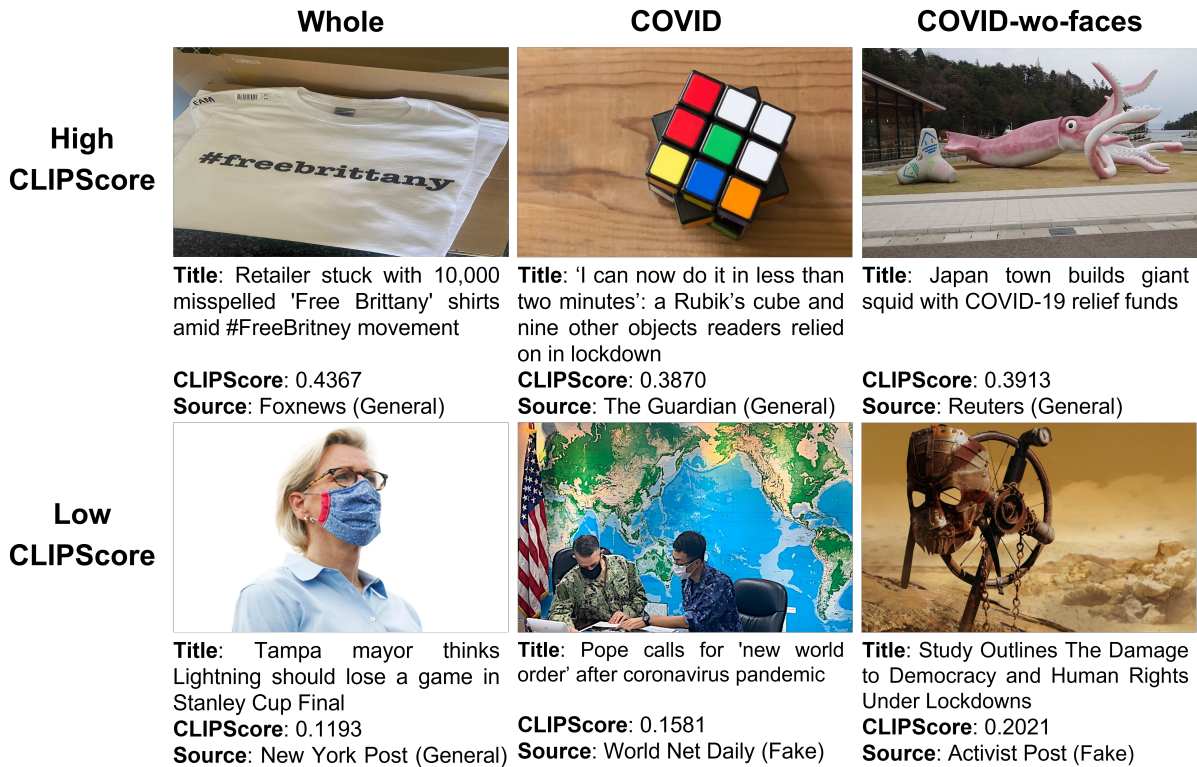 Whole
COVID
COVID-wo-faces
High
CLIPScore
EAM
#freebrittany
Title: Retailer stuck with 10,000
misspelled 'Free Brittany' shirts
amid #FreeBritney movement
CLIPScore: 0.4367
Source: Foxnews (General)
Title: ‘I can now do it in less than
two minutes’: a Rubik’s cube and
nine other objects readers relied
on in lockdown
CLIPScore: 0.3870
Source: The Guardian (General)
Title: Japan town builds giant
squid with COVID-19 relief funds
CLIPScore: 0.3913
Source: Reuters (General)
Low
CLIPScore
Title: Tampa mayor thinks
Lightning should lose a game in
Stanley Cup Final
CLIPScore: 0.1193
Source: New York Post (General)
Title: Pope calls for 'new world
order’ after coronavirus pandemic
CLIPScore: 0.1581
Source: World Net Daily (Fake)
Title: Study Outlines The Damage
to Democracy and Human Rights
Under Lockdowns
CLIPScore: 0.2021
Source: Activist Post (Fake)